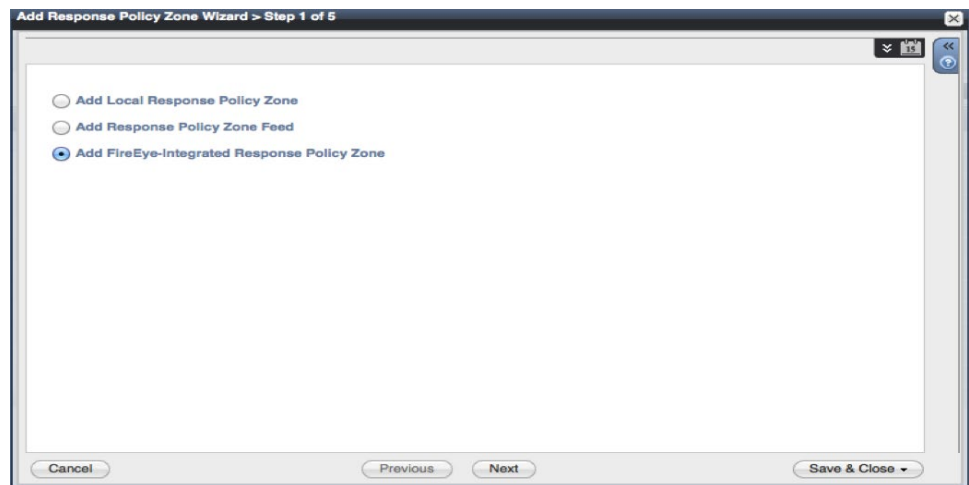 Add Response Policy Zone Wizard > Step 1 of 5
15
Add Local Response Policy Zone
Add Response Policy Zone Feed
Add FireEye-Integrated Response Policy Zone
Cancel
Previous
Next
Save & Close